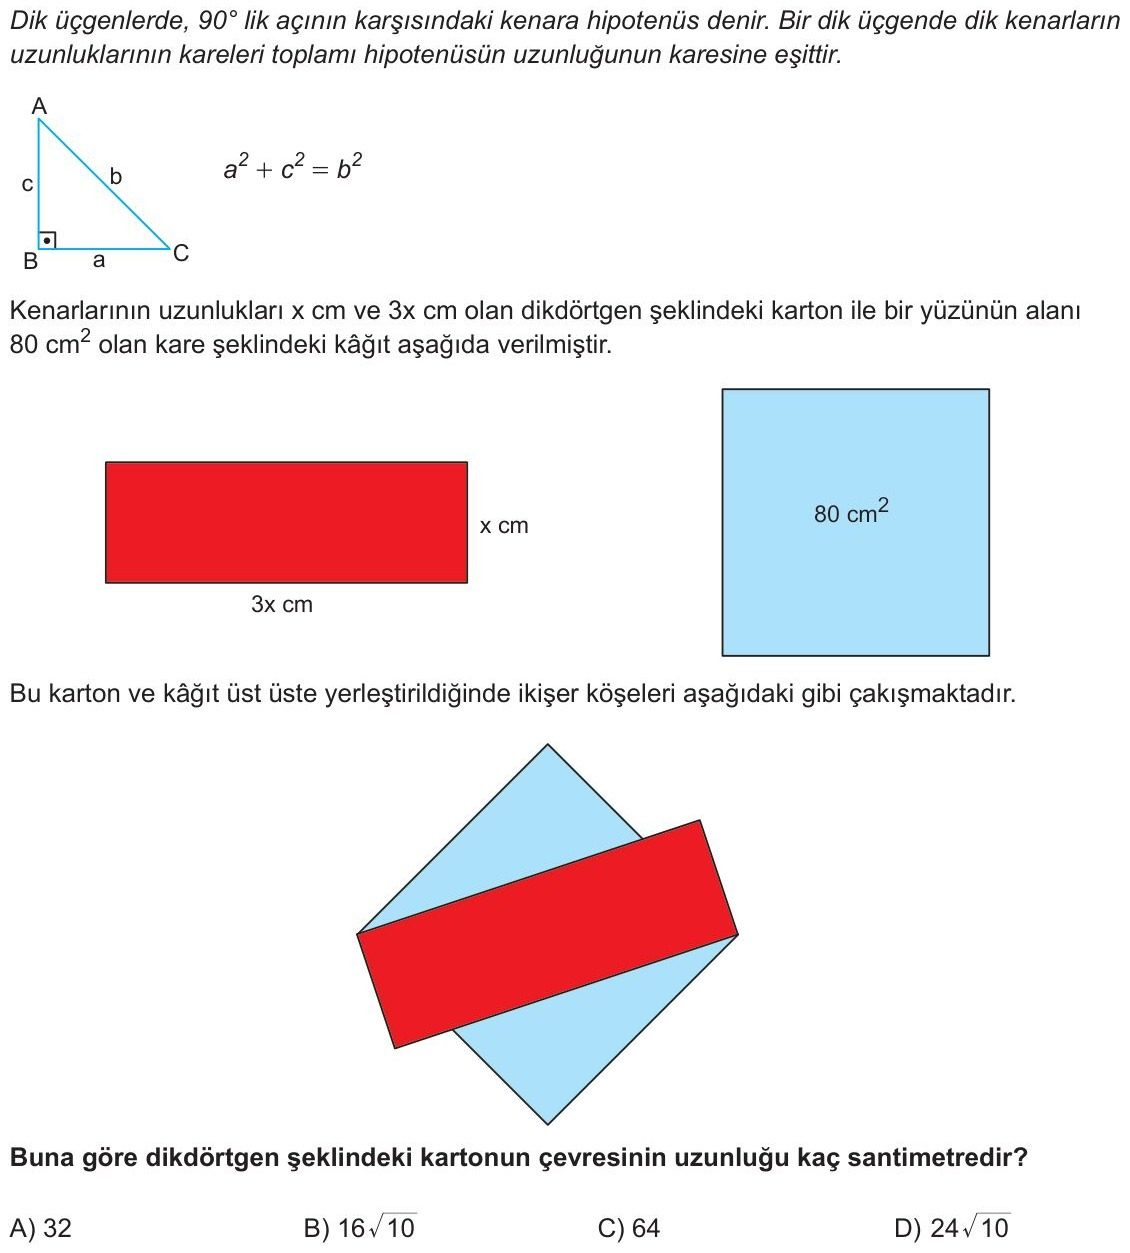 Dik üçgenlerde, 90° lik açının karşısındaki kenara hipotenüs denir. Bir dik üçgende dik kenarların
uzunluklarının kareleri toplamı hipotenüsün uzunluğunun karesine eşittir.
A
c
b
a² + c² = b²
B
a
C
Kenarlarının uzunlukları x cm ve 3x cm olan dikdörtgen şeklindeki karton ile bir yüzünün alanı
80 cm² olan kare şeklindeki kâğıt aşağıda verilmiştir.
x cm
80 cm²
3x cm
Bu karton ve kâğıt üst üste yerleştirildiğinde ikişer köşeleri aşağıdaki gibi çakışmaktadır.
Buna göre dikdörtgen şeklindeki kartonun çevresinin uzunluğu kaç santimetredir?
A) 32 B) 16√10 C) 64 D) 24√10